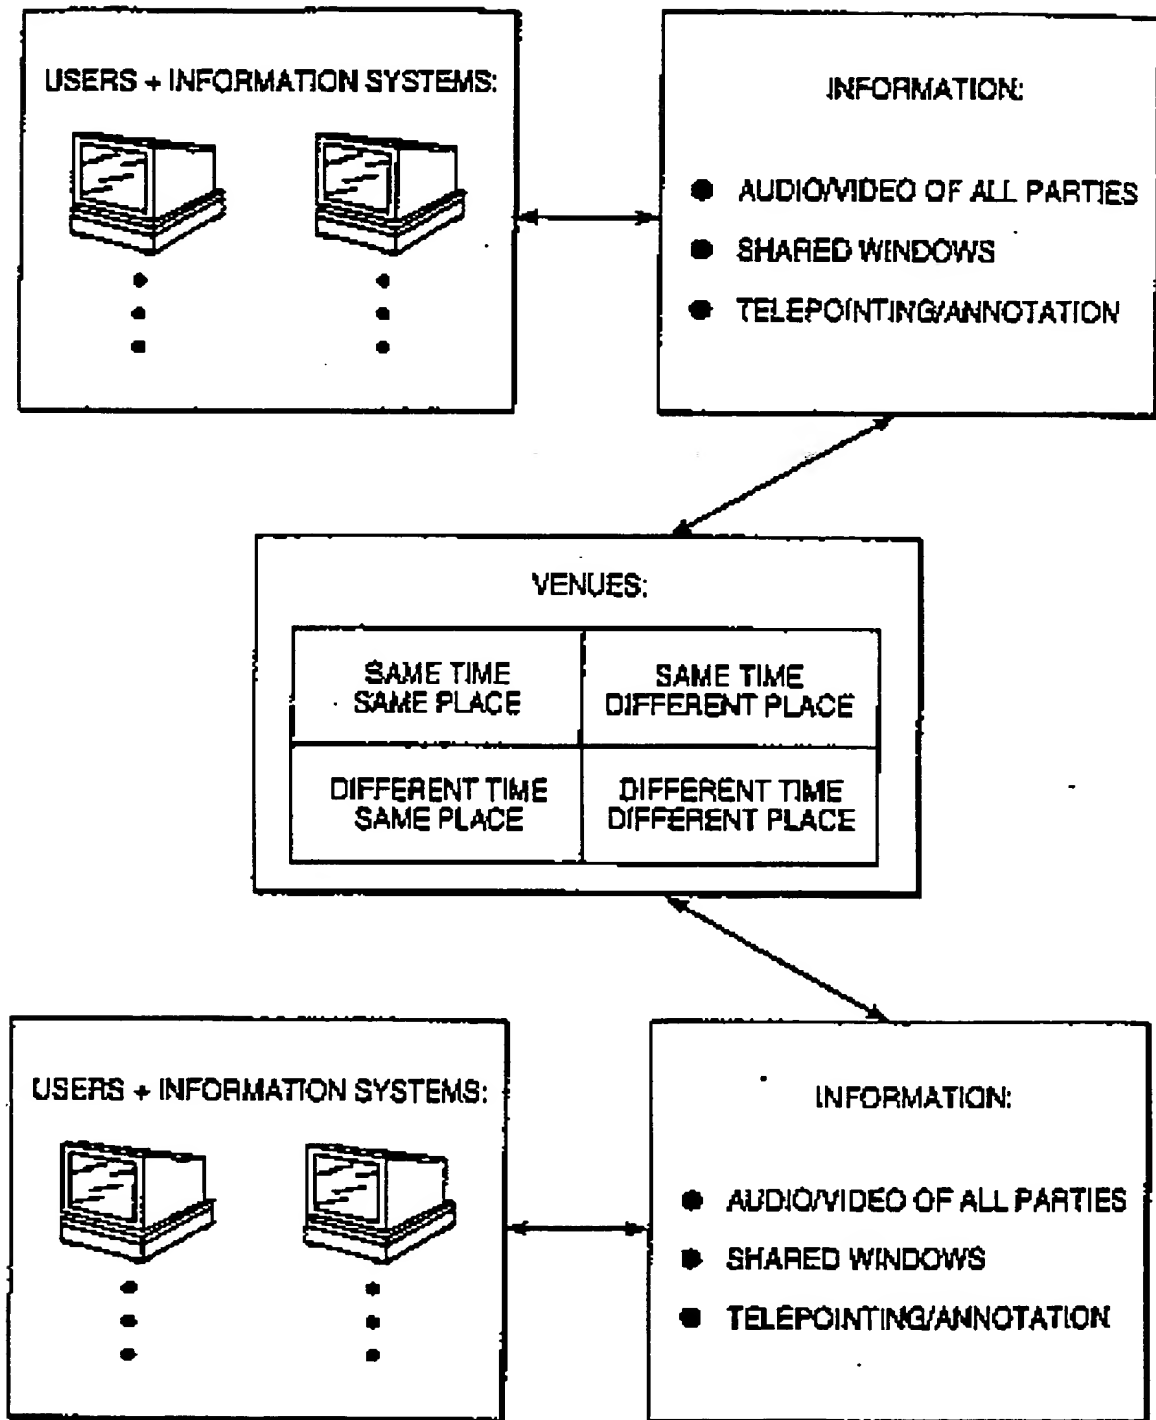 USERS + INFORMATION SYSTEMS:
INFORMATION:
● AUDIO/VIDEO OF ALL PARTIES
● SHARED WINDOWS
● TELEPOINTING/ANNOTATION
VENUES:
SAME TIME
SAME PLACE
SAME TIME
DIFFERENT PLACE
DIFFERENT TIME
SAME PLACE
DIFFERENT TIME
DIFFERENT PLACE
USERS + INFORMATION SYSTEMS:
INFORMATION:
● AUDIO/VIDEO OF ALL PARTIES
● SHARED WINDOWS
● TELEPOINTING/ANNOTATION